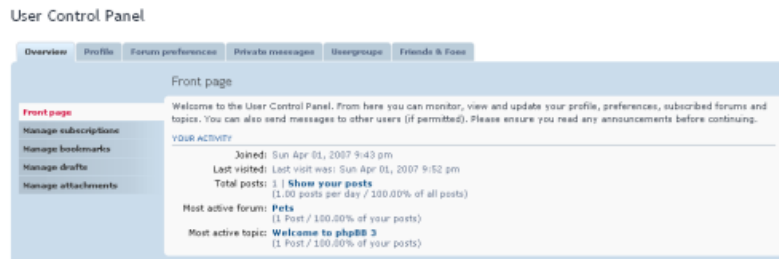 User Control Panel
Overview Profile Forum preferences Private messages Usergroups Friends & Foes
Front page
Front page
Manage subscriptions
Manage bookmarks
Manage drafts
Manage attachments
Welcome to the User Control Panel. From here you can monitor, view and update your profile, preferences, subscribed forums and
topics. You can also send messages to other users (if permitted). Please ensure you read any announcements before continuing.
YOUR ACTIVITY
Joined: Sun Apr 01, 2007 9:43 pm
Last visited: Last visit was: Sun Apr 01, 2007 9:52 pm
Total posts: 1 | Show your posts
(1.00 posts per day / 100.00% of all posts)
Most active forum: Pets
(1 Post / 100.00% of your posts)
Most active topic: Welcome to phpBB 3
(1 Post / 100.00% of your posts)